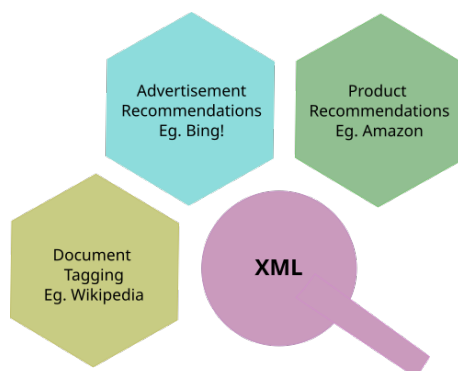 Advertisement
Recommendations
Eg. Bing!
Product
Recommendations
Eg. Amazon
Document
Tagging
Eg. Wikipedia
XML